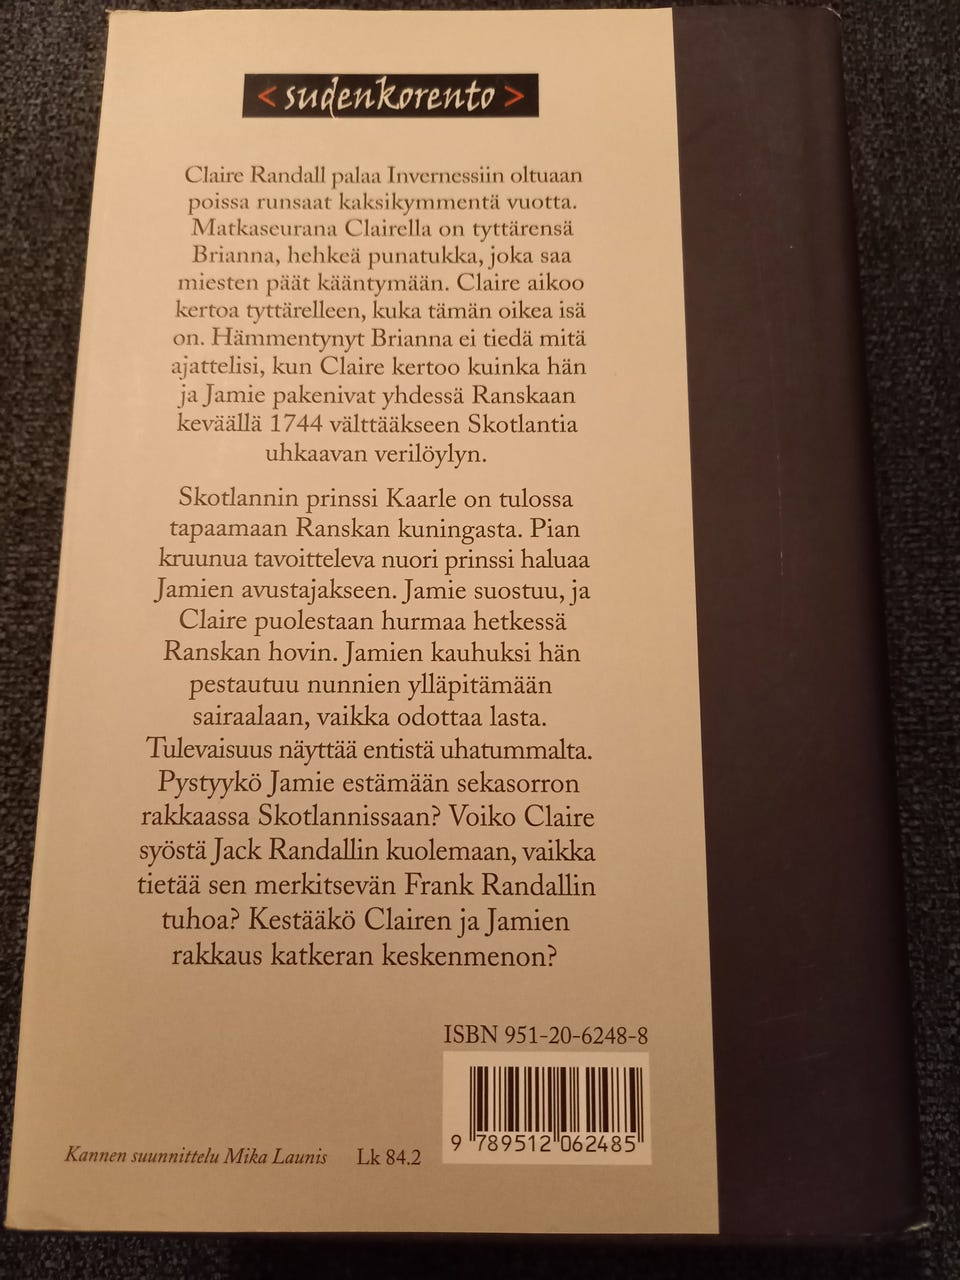 < sudenkorento >
Claire Randall palaa Invernessiin oltuaan
poissa runsaat kaksikymmentä vuotta.
Matkaseurana Clairella on tyttärensä
Brianna, hehkeä punatukka, joka saa
miesten päät kääntymään. Claire aikoo
kertoa tyttärelleen, kuka tämän oikea isä
on. Hämmentynyt Brianna ei tiedä mitä
ajattelisi, kun Claire kertoo kuinka hän
ja Jamie pakenivat yhdessä Ranskaan
keväällä 1744 välttääkseen Skotlantia
uhkaavan verilöylyn.
Skotlannin prinssi Kaarle on tulossa
tapaamaan Ranskan kuningasta. Pian
kruunua tavoitteleva nuori prinssi haluaa
Jamien avustajakseen. Jamie suostuu, ja
Claire puolestaan hurmaa hetkessä
Ranskan hovin. Jamien kauhuksi hän
pestautuu nunnien ylläpitämään
sairaalaan, vaikka odottaa lasta.
Tulevaisuus näyttää entistä uhatummalta.
Pystyykö Jamie estämään sekasorron
rakkaassa Skotlannissaan? Voiko Claire
syöstä Jack Randallin kuolemaan, vaikka
tietää sen merkitsevän Frank Randallin
tuhoa? Kestääkö Clairen ja Jamien
rakkaus katkeran keskenmenon?
ISBN 951-20-6248-8
9 789512 062485
Kannen suunnittelu Mika Launis Lk 84.2